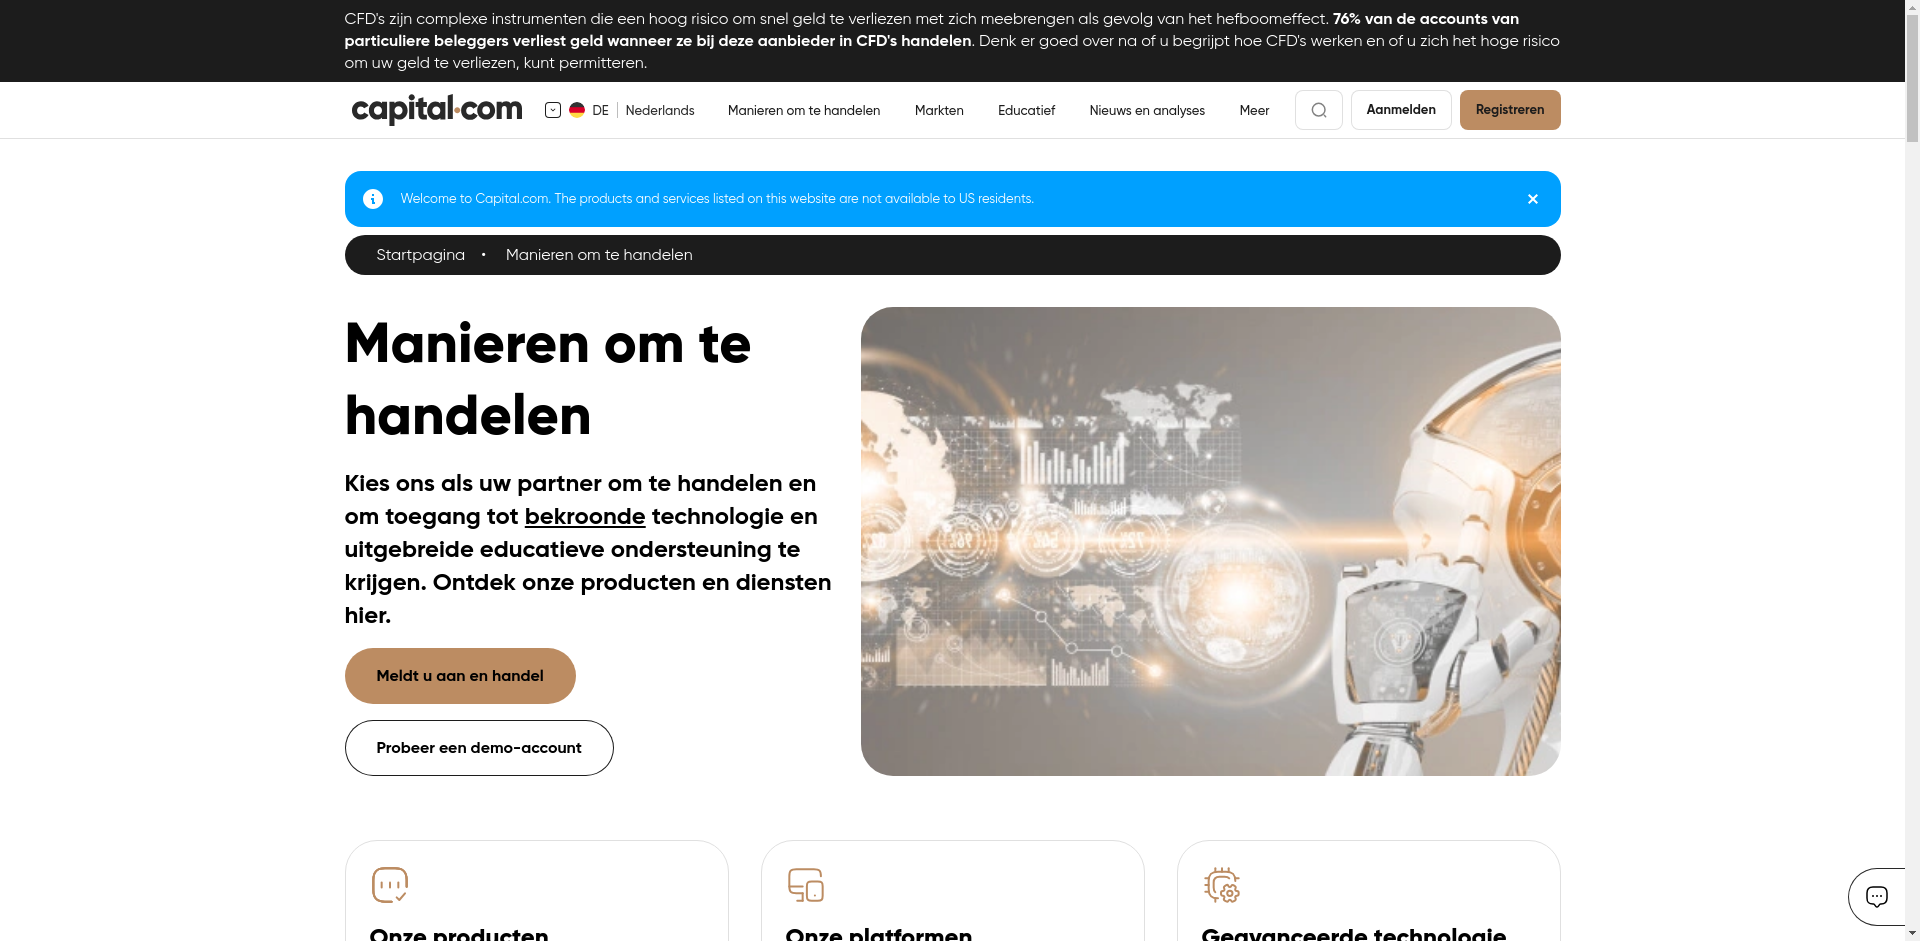 CFD's zijn complexe instrumenten die een hoog risico om snel geld te verliezen met zich meebrengen als gevolg van het hefboomeffect. 76% van de accounts van
particuliere beleggers verliest geld wanneer ze bij deze aanbieder in CFD's handelen. Denk er goed over na of u begrijpt hoe CFD's werken en of u zich het hoge risico
om uw geld te verliezen, kunt permitteren.
capital.com DE Nederlands Manieren om te handelen Markten Educatief Nieuws en analyses Meer Aanmelden Registreren
Welcome to Capital.com. The products and services listed on this website are not available to US residents.
Startpagina • Manieren om te handelen
Manieren om te
handelen
Kies ons als uw partner om te handelen en
om toegang tot bekroonde technologie en
uitgebreide educatieve ondersteuning te
krijgen. Ontdek onze producten en diensten
hier.
Meldt u aan en handel
Probeer een demo-account
Onze producten Onze platformen Geavanceerde technologie